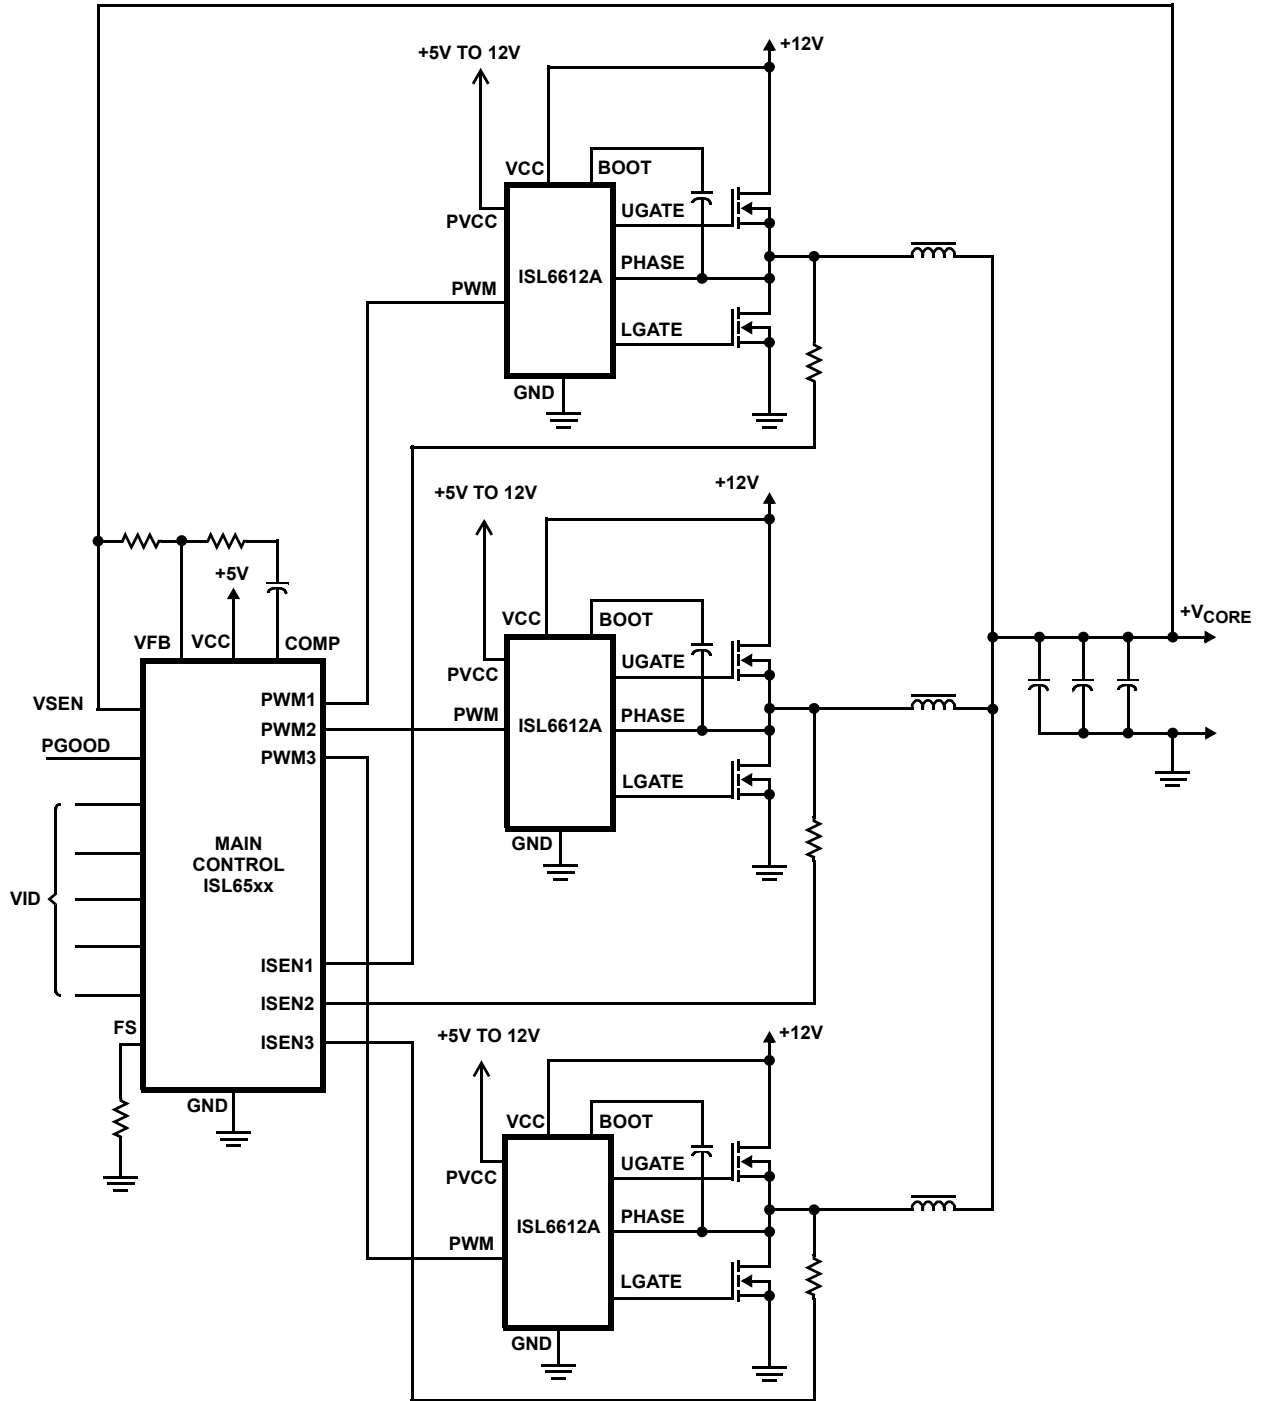 +12V
+5V TO 12V
VCC
BOOT
UGATE
PVCC
PHASE
ISL6612A
PWM
LGATE
GND
+12V
+5V TO 12V
+5V
VCC
BOOT
+VCORE
VFB
VCC
COMP
UGATE
PVCC
VSEN
PWM1
PWM
PHASE
PWM2
ISL6612A
PGOOD
PWM3
LGATE
MAIN
CONTROL
ISL65xx
GND
VID
ISEN1
ISEN2
FS
ISEN3
+5V TO 12V
+12V
GND
VCC
BOOT
UGATE
PVCC
PHASE
ISL6612A
PWM
LGATE
GND